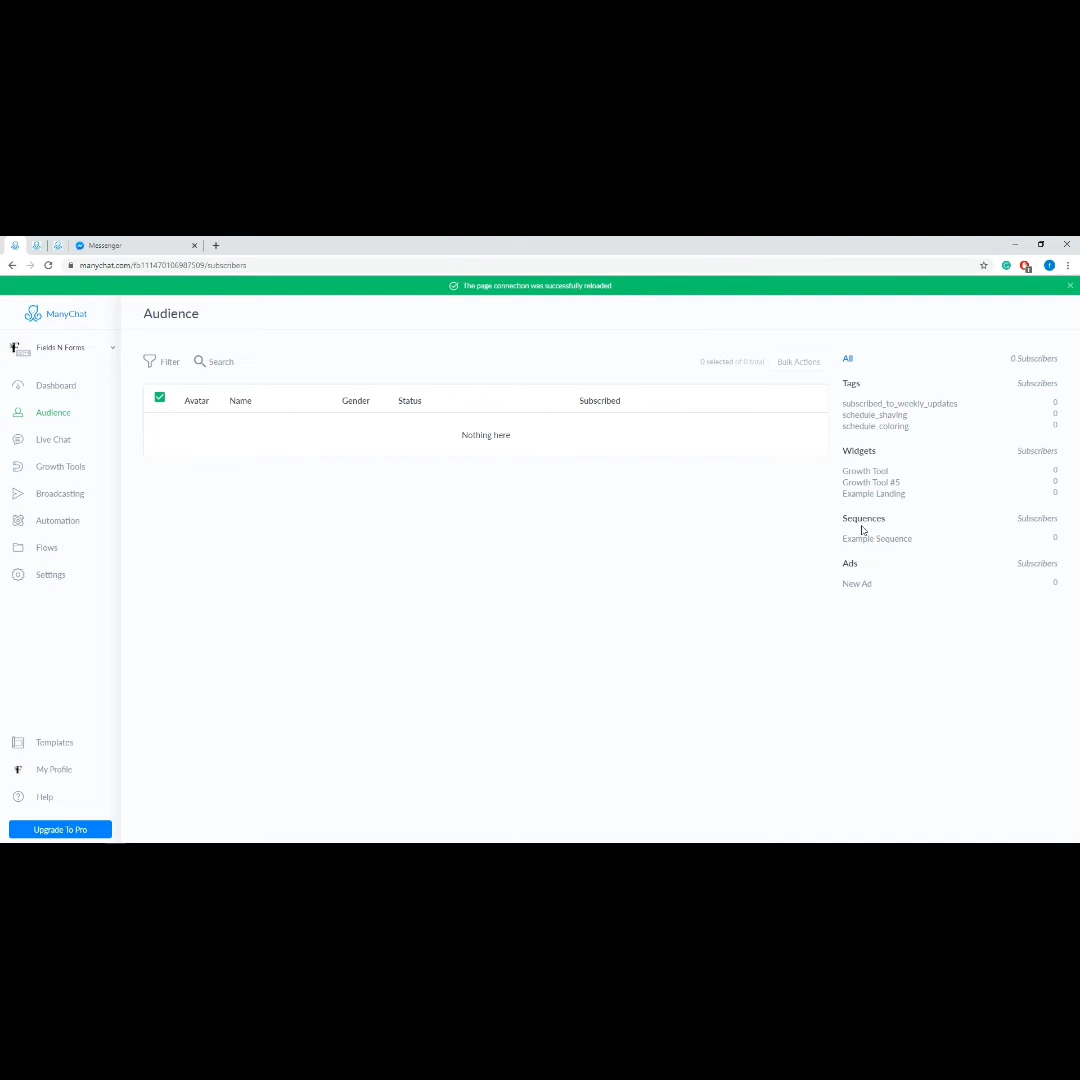 Messenger
manychat.com/fb111470106987509/subscribers
The page connection was successfully reloaded
ManyChat
Audience
Fields N Forms
Filter
Search
0 selected of 0 total
Bulk Actions
All
0 Subscribers
Dashboard
Audience
Live Chat
Growth Tools
Broadcasting
Automation
Flows
Settings
Avatar
Name
Gender
Status
Subscribed
Nothing here
Tags
Subscribers
subscribed_to_weekly_updates
0
schedule_shaving
0
schedule_coloring
0
Widgets
Subscribers
Growth Tool
0
Growth Tool #5
0
Example Landing
0
Sequences
Subscribers
Example Sequence
0
Ads
Subscribers
New Ad
0
Templates
My Profile
Help
Upgrade To Pro